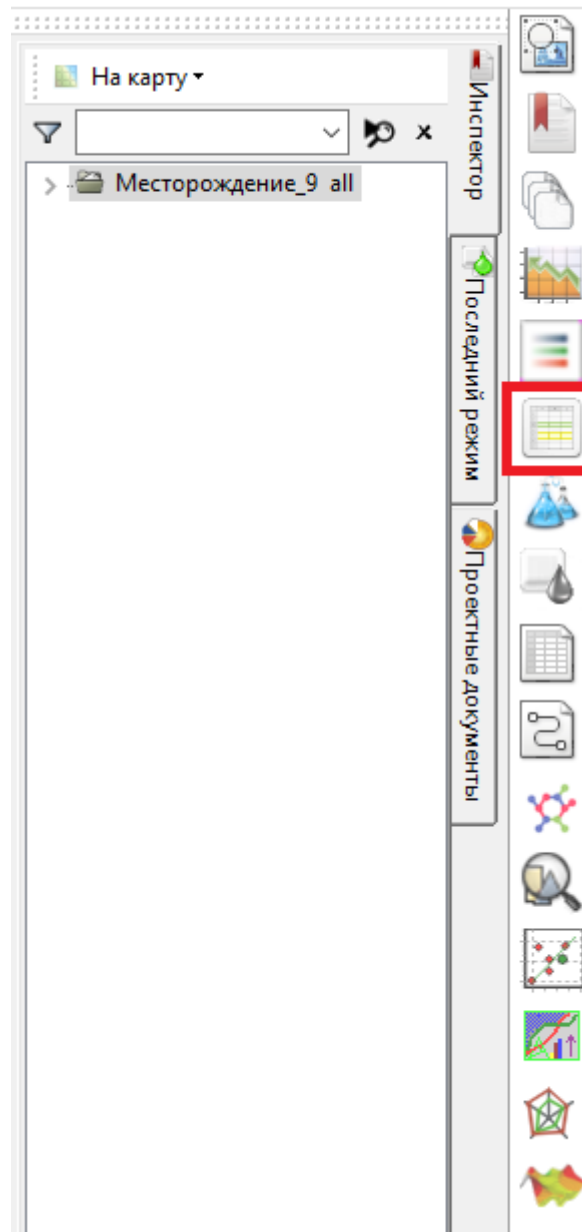 На карту
Месторождение_9 all
Инспектор
Последний режим
Проектные документы